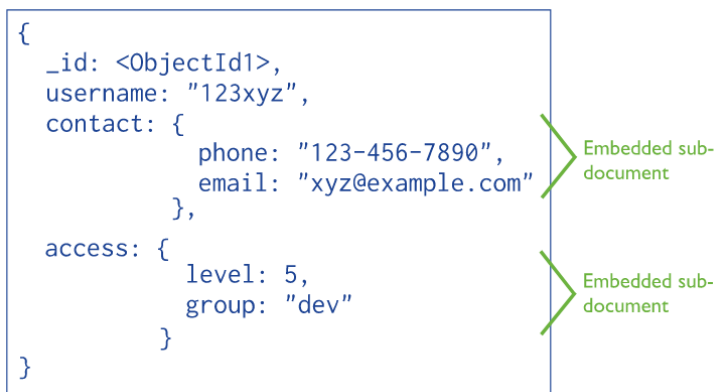 {
_id: <ObjectId1>,
username: "123xyz",
contact: {
phone: "123-456-7890",
email: "xyz@example.com"
},
access: {
level: 5,
group: "dev"
}
}
Embedded sub-
document
Embedded sub-
document